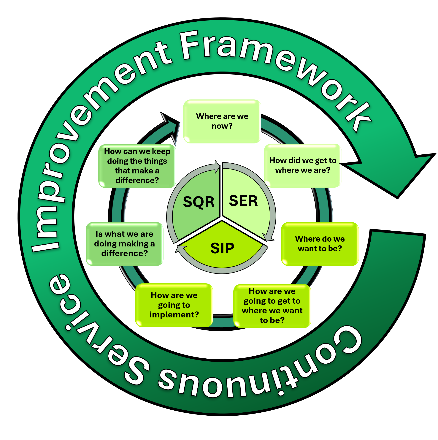 Continuous Service Improvement Framework
Where are we
now?
How did we get to
where we are?
Where do we
want to be?
How are we
going to get to
where we want
to be?
How are we
going to
implement?
Is what we are
doing making a
difference?
How can we keep
doing the things
that make a
difference?
SQR
SER
SIP